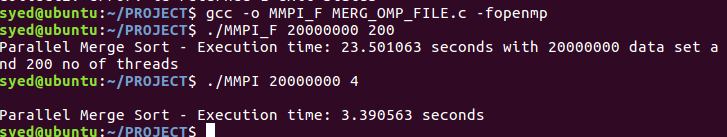 syed@ubuntu:~/PROJECT$ gcc -o MMPI_F MERG_OMP_FILE.c -fopenmp
syed@ubuntu:~/PROJECT$ ./MMPI_F 20000000 200
Parallel Merge Sort - Execution time: 23.501063 seconds with 20000000 data set a
nd 200 no of threads
syed@ubuntu:~/PROJECT$ ./MMPI 20000000 4
Parallel Merge Sort - Execution time: 3.390563 seconds
syed@ubuntu:~/PROJECT$